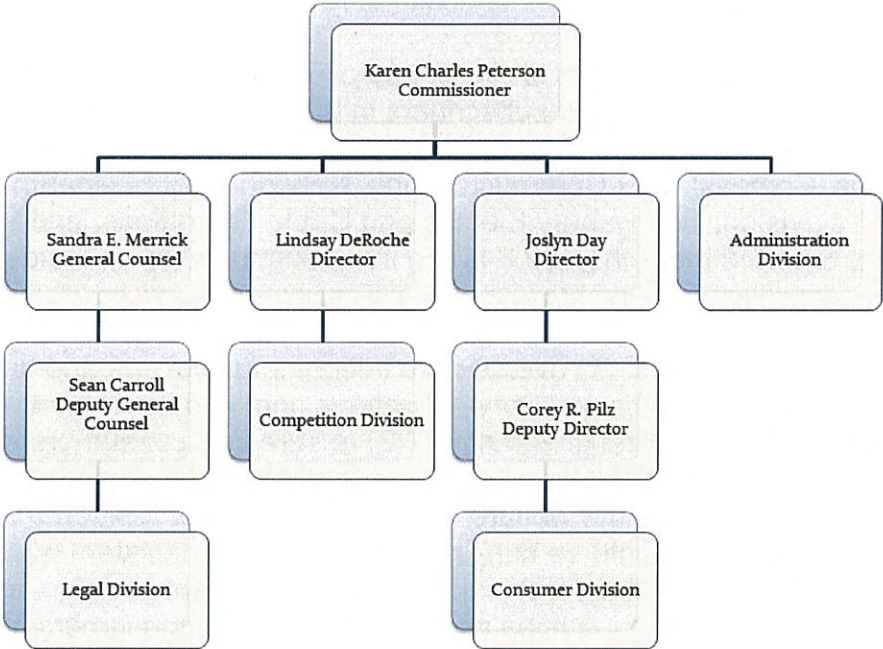 Karen Charles Peterson
Commissioner
Sandra E. Merrick
General Counsel
Lindsay DeRoche
Director
Joslyn Day
Director
Administration
Division
Sean Carroll
Deputy General
Counsel
Competition Division
Corey R. Pilz
Deputy Director
Legal Division
Consumer Division